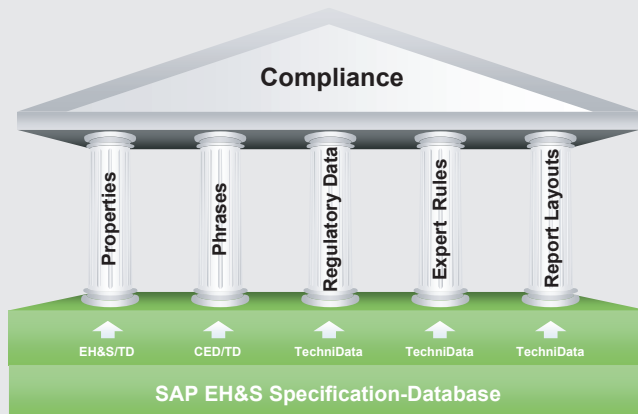 Compliance
Properties
Phrases
Regulatory Data
Expert Rules
Report Layouts
EH&S/TD
CED/TD
TechniData
TechniData
TechniData
SAP EH&S Specification-Database